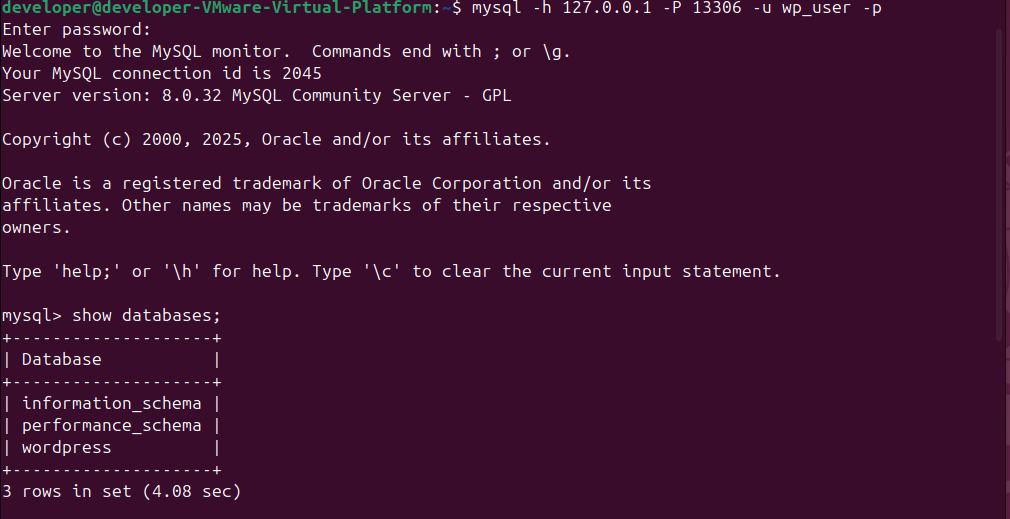 developer@developer-VMware-Virtual-Platform:~$ mysql -h 127.0.0.1 -P 13306 -u wp_user -p
Enter password:
Welcome to the MySQL monitor.  Commands end with ; or \g.
Your MySQL connection id is 2045
Server version: 8.0.32 MySQL Community Server - GPL

Copyright (c) 2000, 2025, Oracle and/or its affiliates.

Oracle is a registered trademark of Oracle Corporation and/or its
affiliates. Other names may be trademarks of their respective
owners.

Type 'help;' or '\h' for help. Type '\c' to clear the current input statement.

mysql> show databases;
+--------------------+
| Database           |
+--------------------+
| information_schema |
| performance_schema |
| wordpress          |
+--------------------+
3 rows in set (4.08 sec)